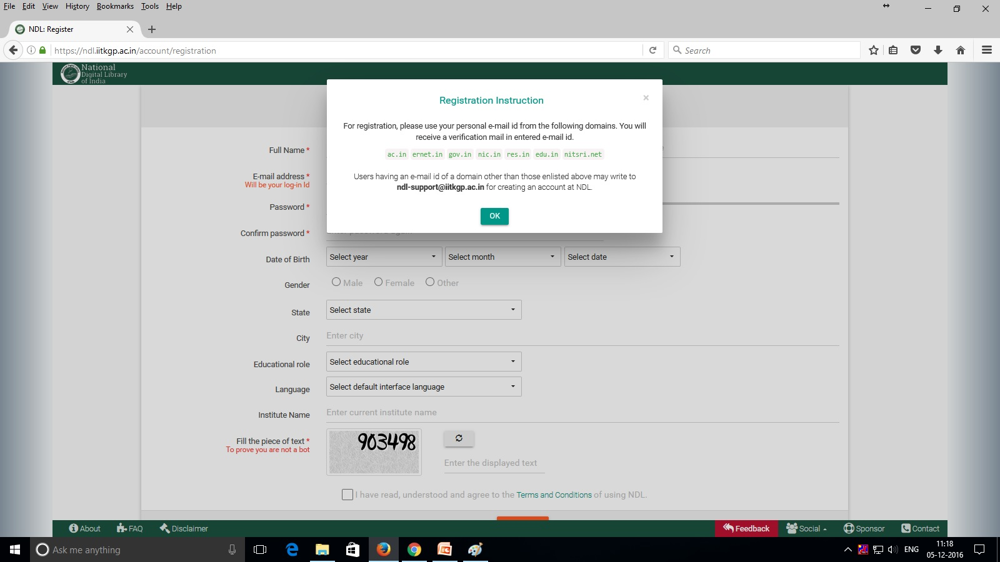 File Edit View History Bookmarks Tools Help
NDL: Register
https://ndl.iitkgp.ac.in/account/registration
Search
National
Digital Library
of India
Registration Instruction
For registration, please use your personal e-mail id from the following domains. You will
receive a verification mail in entered e-mail id.
ac.in ernet.in gov.in nic.in res.in edu.in nitsri.net
Users having an e-mail id of a domain other than those enlisted above may write to
ndl-support@iitkgp.ac.in for creating an account at NDL.
OK
Full Name *
E-mail address *
Will be your log-in Id
Password *
Confirm password *
Date of Birth Select year Select month Select date
Gender Male Female Other
State Select state
City Enter city
Educational role Select educational role
Language Select default interface language
Institute Name Enter current institute name
Fill the piece of text *
To prove you are not a bot
903498
Enter the displayed text
I have read, understood and agree to the Terms and Conditions of using NDL.
About FAQ Disclaimer Feedback Social Sponsor Contact
Ask me anything
ENG
11:18
05-12-2016